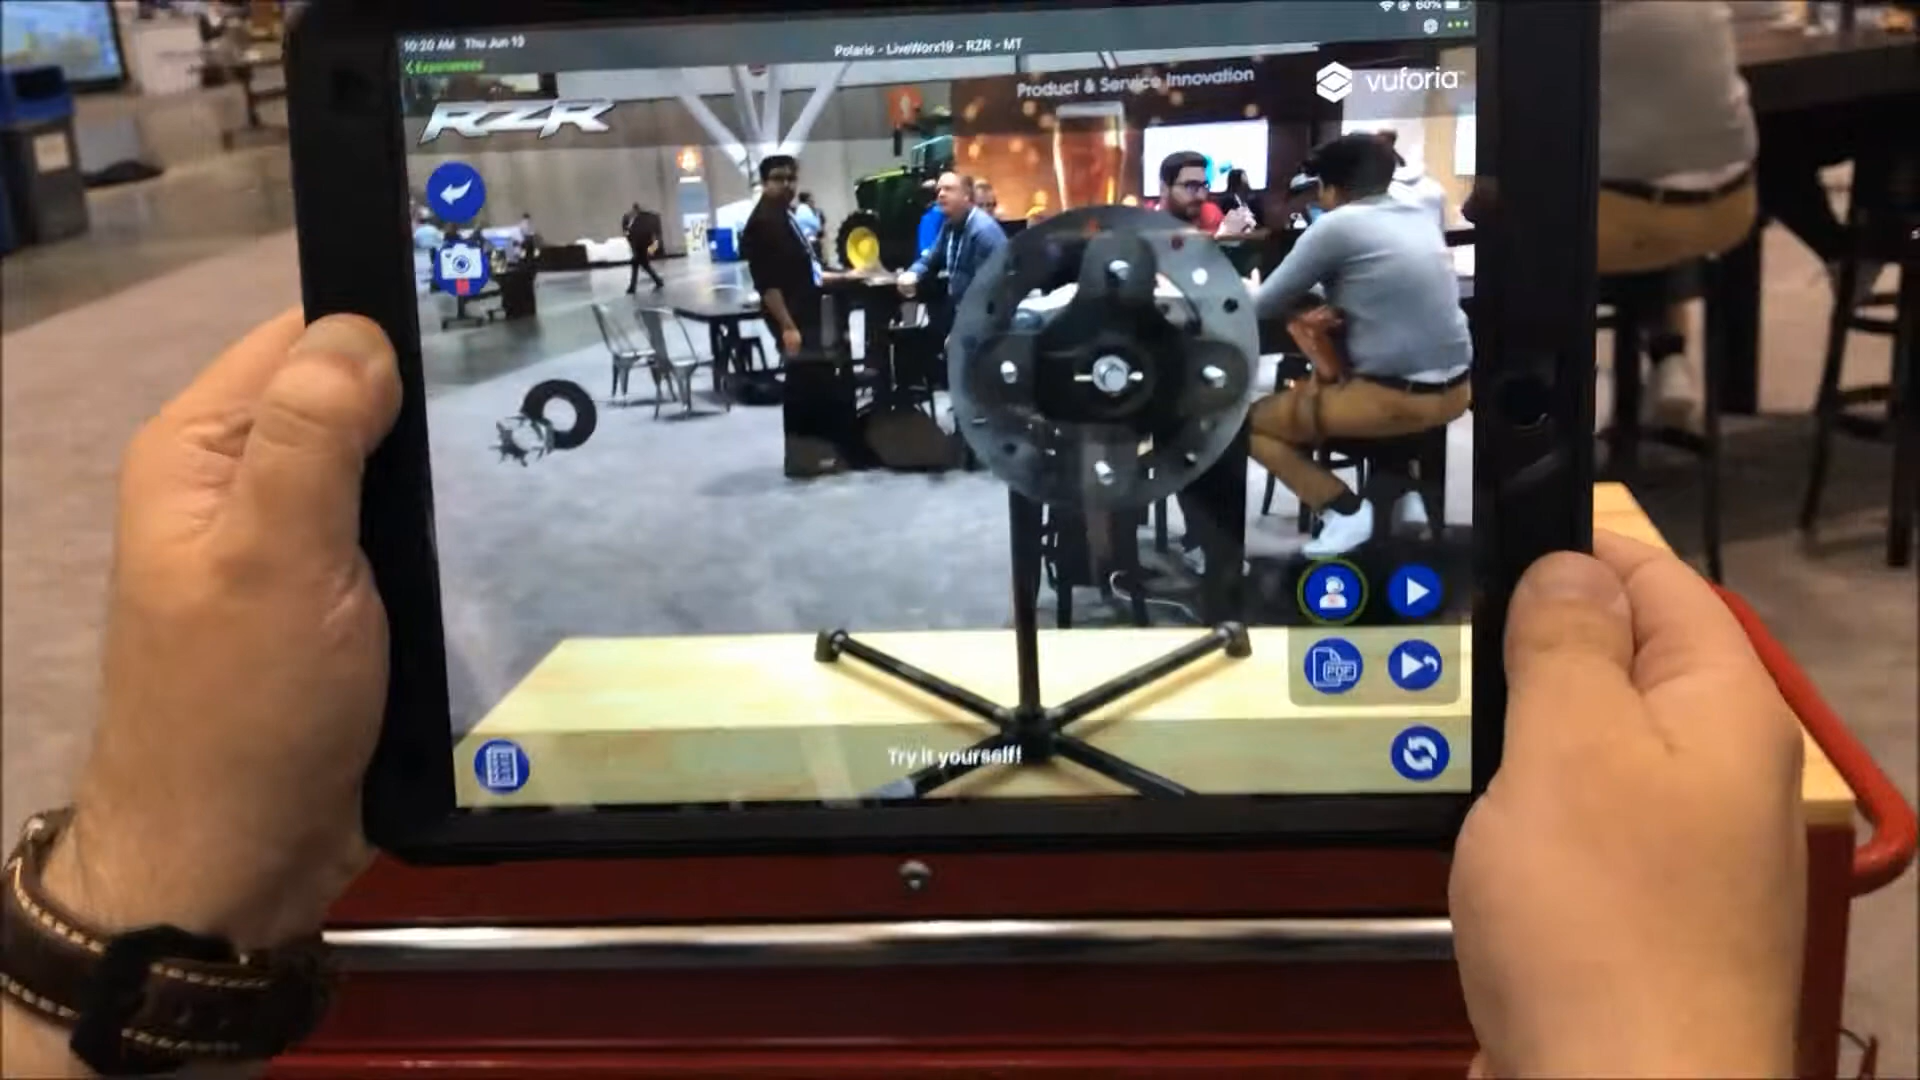 10:20 AM Thu Jun 13
60%
Polaris - LiveWorx19 - RZR - MT
Experiences
RZR
Product & Service Innovation
vuforia
PDF
Try it yourself!